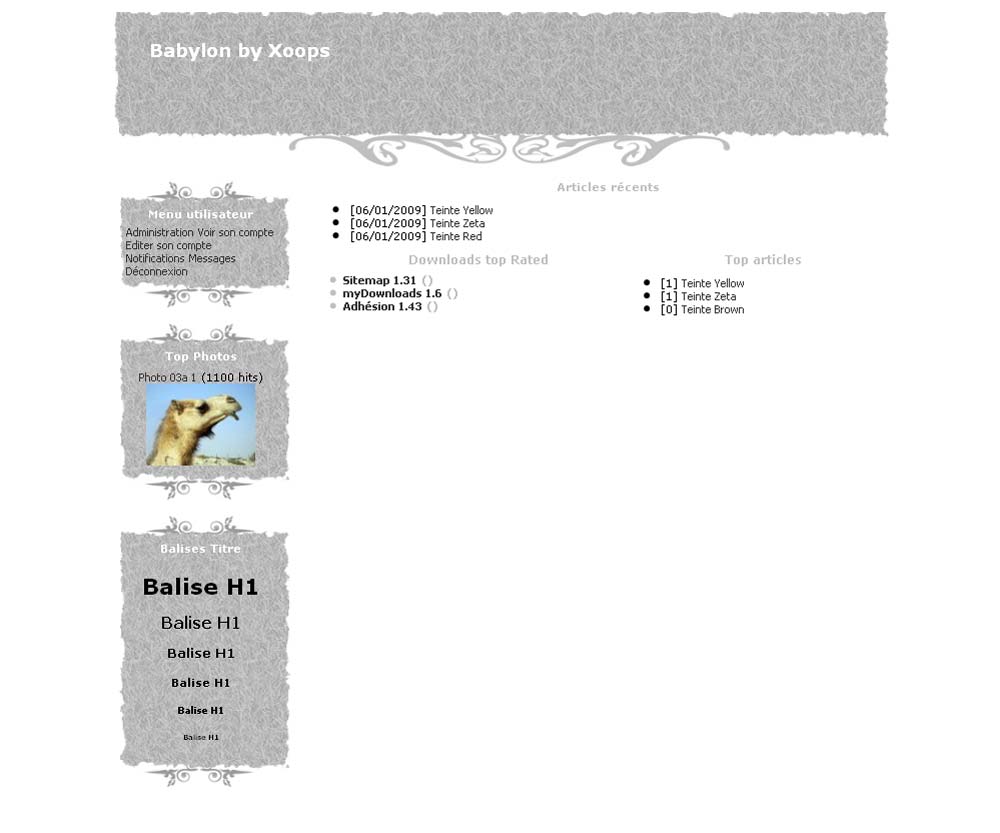 Babylon by Xoops
Menu utilisateur
Administration Voir son compte
Editer son compte
Notifications Messages
Déconnexion
Top Photos
Photo 03a 1 (1100 hits)
Balises Titre
Balise H1
Balise H1
Balise H1
Balise H1
Balise H1
Balise H1
Articles récents
[06/01/2009] Teinte Yellow
[06/01/2009] Teinte Zeta
[06/01/2009] Teinte Red
Downloads top Rated
Sitemap 1.31 ()
myDownloads 1.6 ()
Adhésion 1.43 ()
Top articles
[1] Teinte Yellow
[1] Teinte Zeta
[0] Teinte Brown